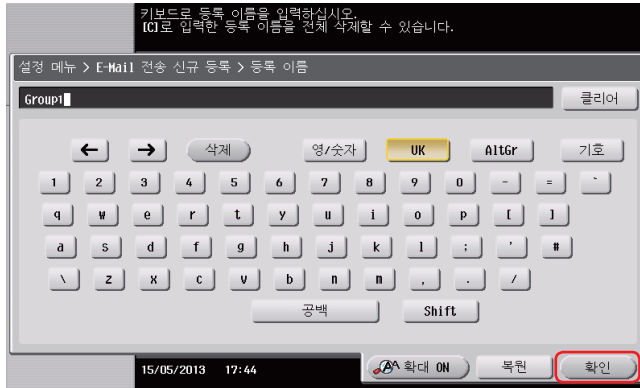 키보드로 등록 이름을 입력하십시오.
[C]로 입력한 등록 이름을 전체 삭제할 수 있습니다.
설정 메뉴 > E-Mail 전송 신규 등록 > 등록 이름
Group1 클리어
← → 삭제 영/숫자 UK AltGr 기호
1 2 3 4 5 6 7 8 9 0 - = `
q w e r t y u i o p [ ]
a s d f g h j k l ; ' #
\ z x c v b n m , . /
공백 Shift
15/05/2013 17:44 확대 ON 복원 확인